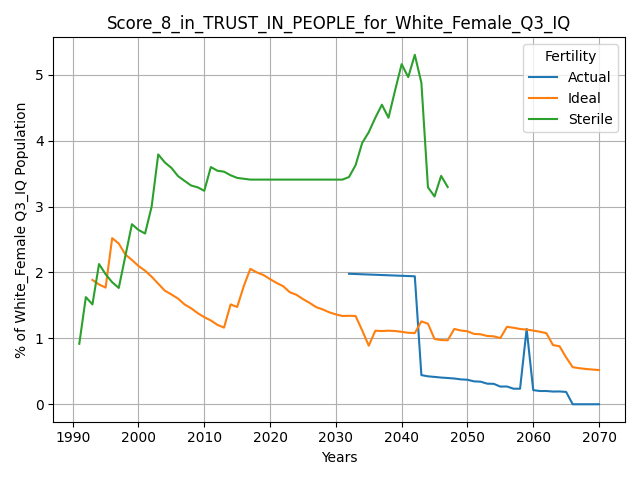 Score_8_in_TRUST_IN_PEOPLE_for_White_Female_Q3_IQ
Fertility
Actual
Ideal
Sterile
% of White_Female Q3_IQ Population
5
4
3
2
1
0
1990 2000 2010 2020 2030 2040 2050 2060 2070
Years